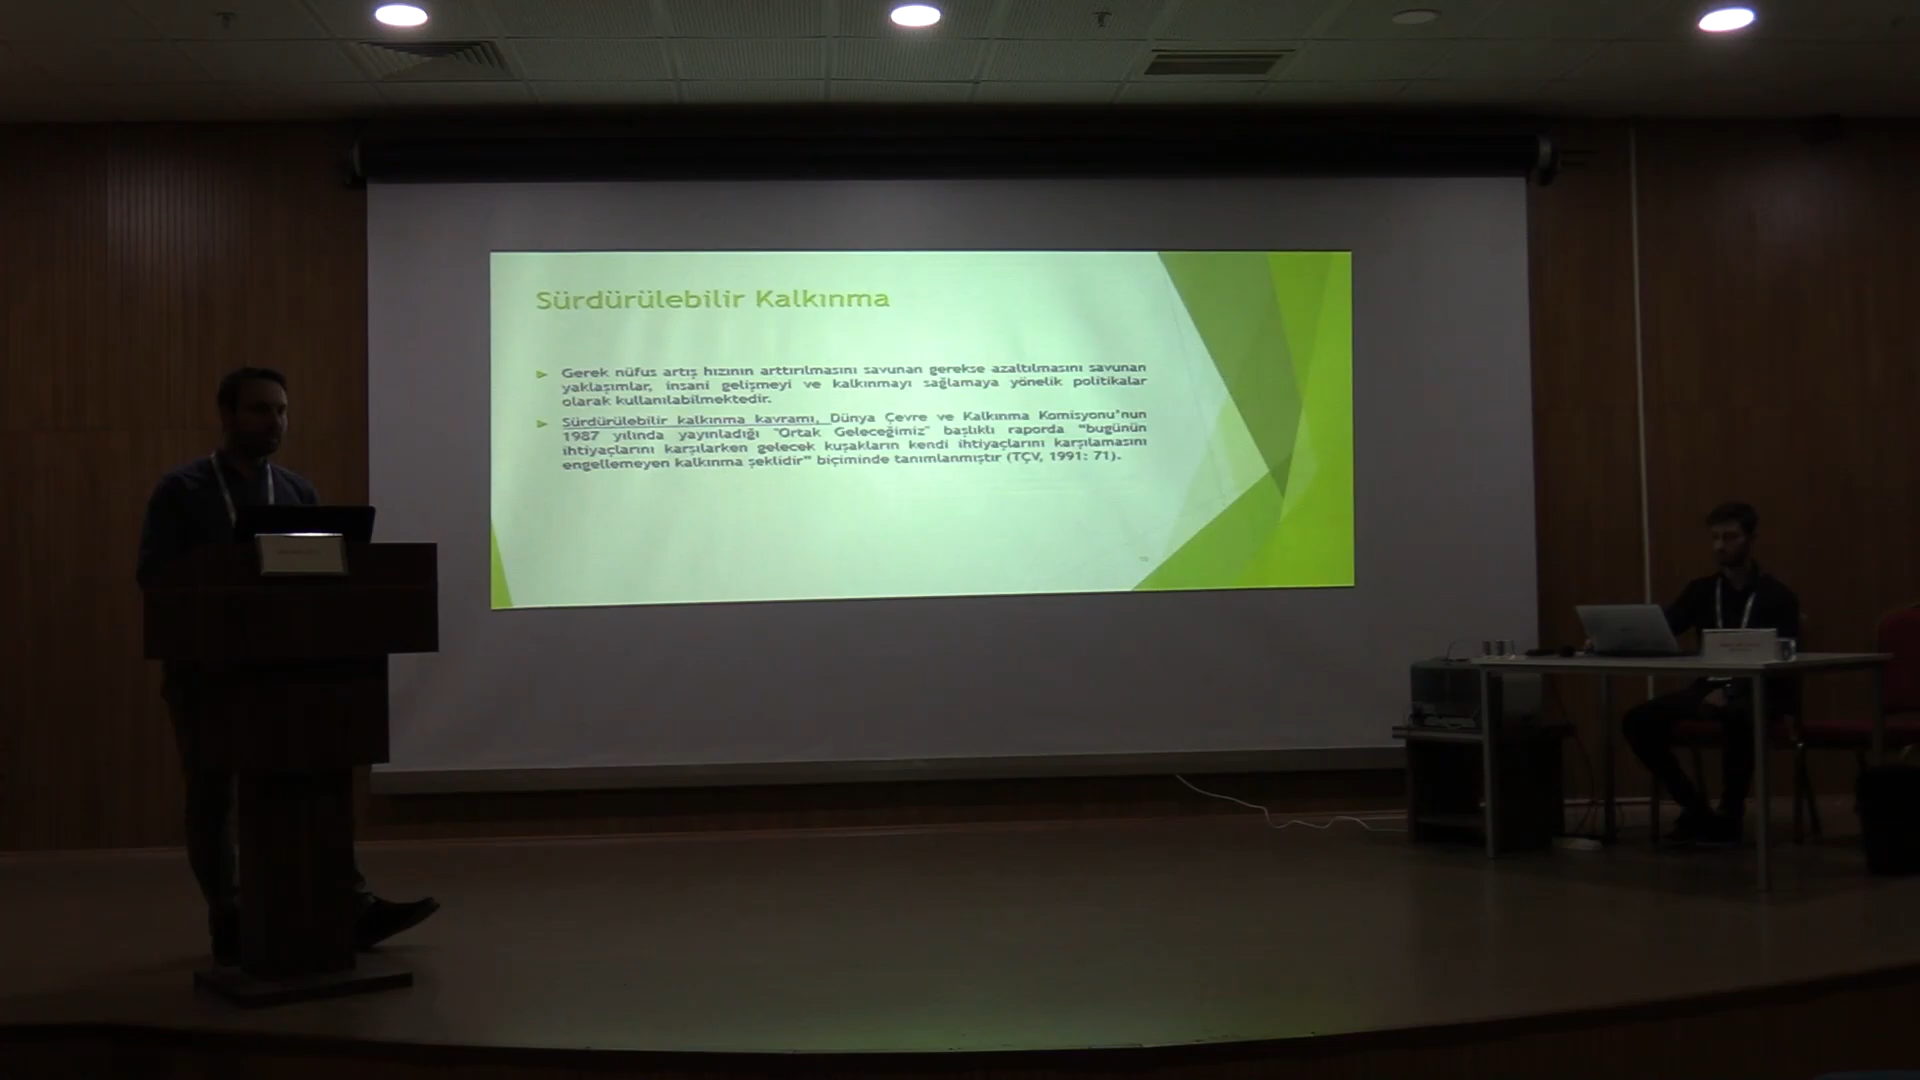 Sürdürülebilir Kalkınma
Gerek nüfus artış hızının arttırılmasını savunan gerekse azaltılmasını savunan
yaklaşımlar, insani gelişmeyi ve kalkınmayı sağlamaya yönelik politikalar
olarak kullanılabilmektedir.
Sürdürülebilir kalkınma kavramı, Dünya Çevre ve Kalkınma Komisyonu'nun
1987 yılında yayınladığı "Ortak Geleceğimiz" başlıklı raporda "bugünün
ihtiyaçlarını karşılarken gelecek kuşakların kendi ihtiyaçlarını karşılamasını
engellemeyen kalkınma şeklidir" biçiminde tanımlanmıştır (TÇV, 1991: 71).